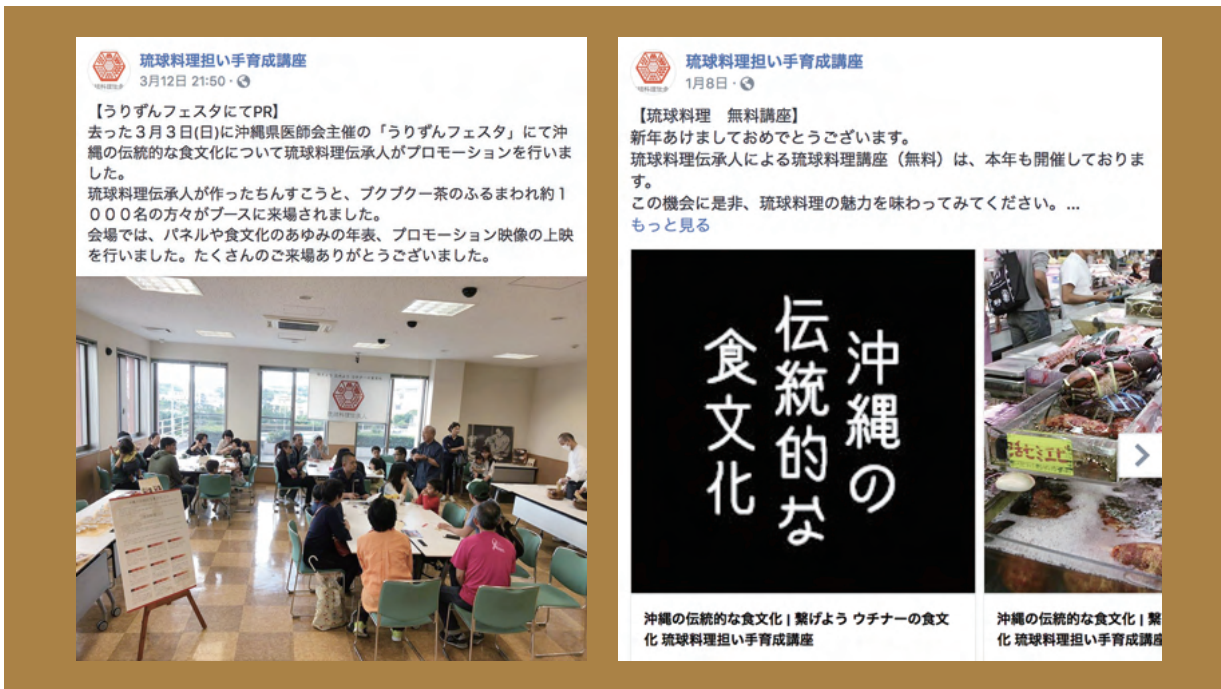 琉球料理担い手育成講座
3月12日 21:50・
【うりずんフェスタにてPR】
去った３月３日(日)に沖縄県医師会主催の「うりずんフェスタ」にて沖
縄の伝統的な食文化について琉球料理伝承人がプロモーションを行いま
した。
琉球料理伝承人が作ったちんすこうと、ブクブクー茶のふるまわれ約１
０００名の方々がブースに来場されました。
会場では、パネルや食文化のあゆみの年表、プロモーション映像の上映
を行いました。たくさんのご来場ありがとうございました。
琉球料理担い手育成講座
1月8日・
【琉球料理　無料講座】
新年あけましておめでとうございます。
琉球料理伝承人による琉球料理講座（無料）は、本年も開催しておりま
す。
この機会に是非、琉球料理の魅力を味わってみてください。...
もっと見る
沖縄の
伝統的な
食文化
沖縄の伝統的な食文化 | 繋げよう ウチナーの食文
化 琉球料理担い手育成講座
沖縄の伝統的な食文化 | 繋
化 琉球料理担い手育成講座